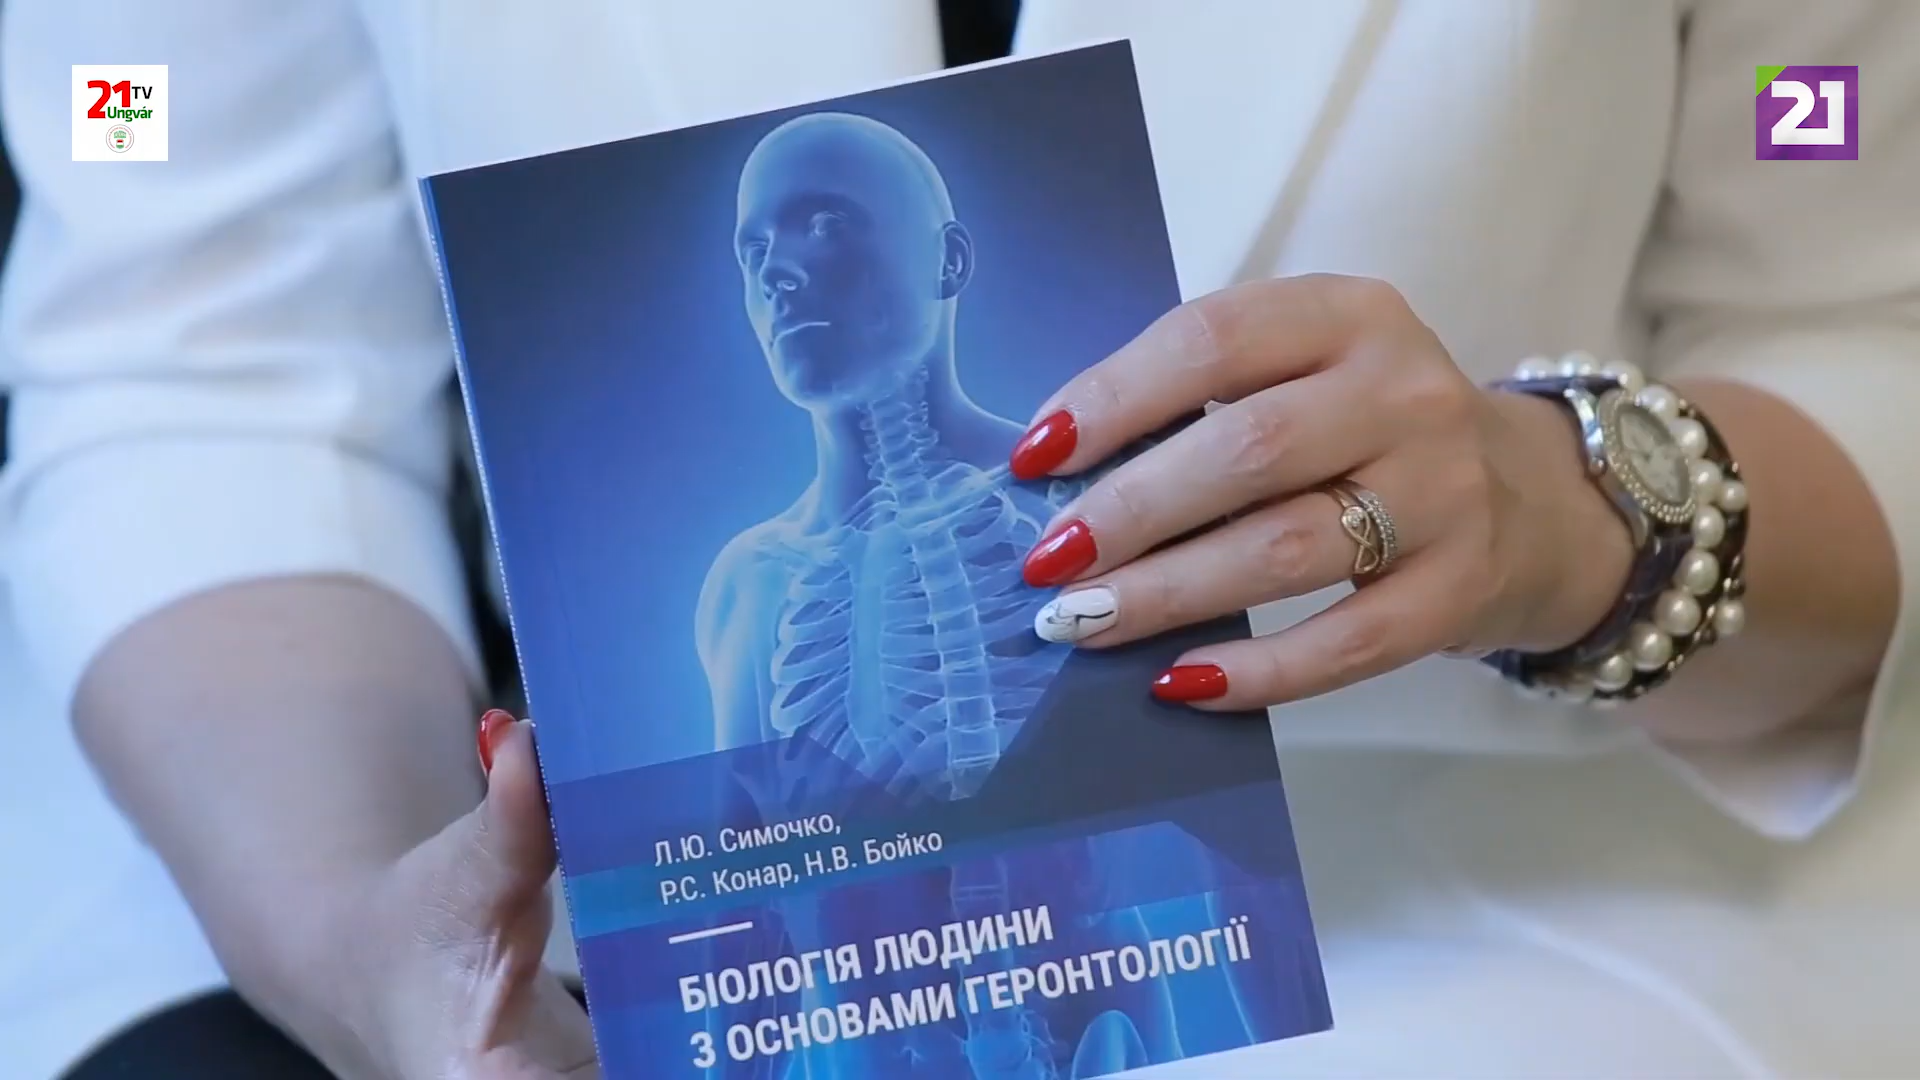 21 TV
Ungvár
21
Л.Ю. Симочко,
Р.С. Конар, Н.В. Бойко
БІОЛОГІЯ ЛЮДИНИ
З ОСНОВАМИ ГЕРОНТОЛОГІЇ